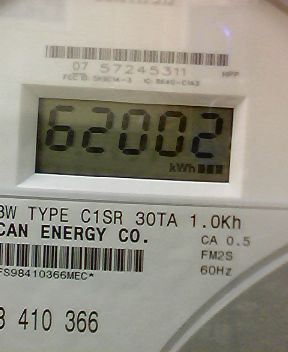 07 57245311
62002
kWh
3W TYPE C1SR 30TA 1.0Kh
CAN ENERGY CO.
CA 0.5
FM2S
60Hz
FS98410366MEC*
410 366